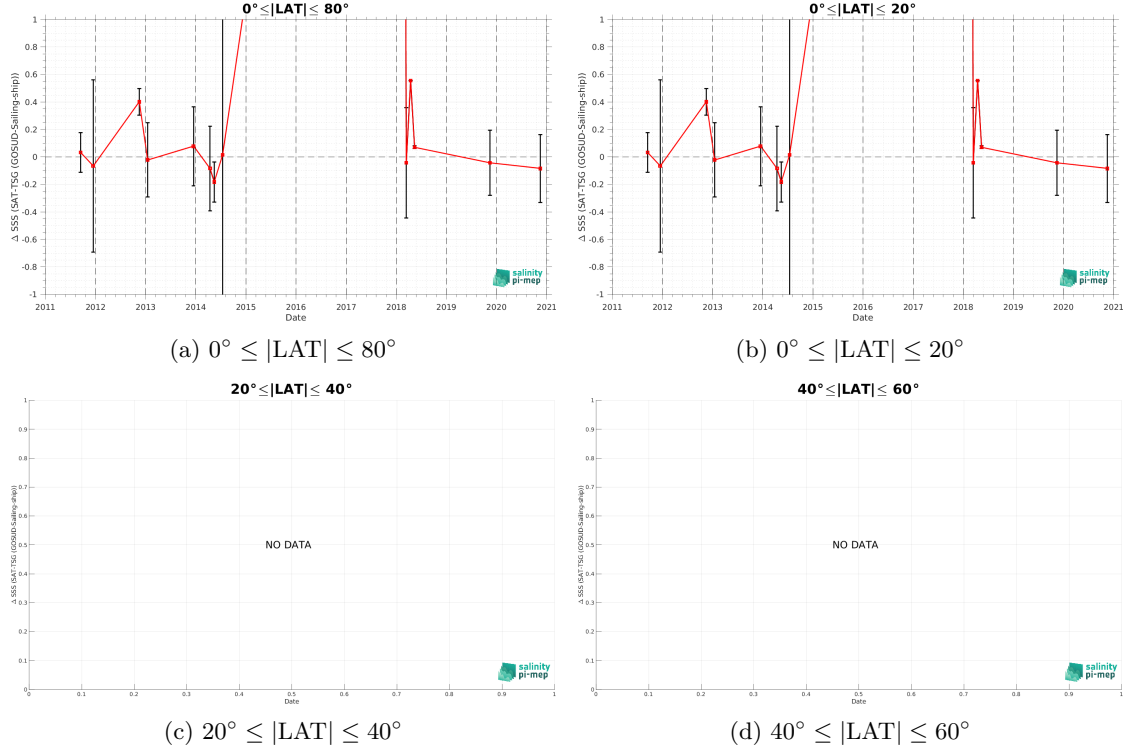 0°≤|LAT|≤ 80°
1
0.8
0.6
0.4
0.2
0
-0.2
-0.4
-0.6
-0.8
-1
Δ SSS (SAT-TSG (GOSUD-Sailing-ship))
2011 2012 2013 2014 2015 2016 2017 2018 2019 2020 2021
Date
salinity
pi-mep
(a) 0° ≤ |LAT| ≤ 80°
0°≤|LAT|≤ 20°
1
0.8
0.6
0.4
0.2
0
-0.2
-0.4
-0.6
-0.8
-1
Δ SSS (SAT-TSG (GOSUD-Sailing-ship))
2011 2012 2013 2014 2015 2016 2017 2018 2019 2020 2021
Date
salinity
pi-mep
(b) 0° ≤ |LAT| ≤ 20°
20°≤|LAT|≤ 40°
1
0.9
0.8
0.7
0.6
0.5
0.4
0.3
0.2
0.1
0
Δ SSS (SAT-TSG (GOSUD-Sailing-ship))
NO DATA
0 0.1 0.2 0.3 0.4 0.5 0.6 0.7 0.8 0.9 1
Date
salinity
pi-mep
(c) 20° ≤ |LAT| ≤ 40°
40°≤|LAT|≤ 60°
1
0.9
0.8
0.7
0.6
0.5
0.4
0.3
0.2
0.1
0
Δ SSS (SAT-TSG (GOSUD-Sailing-ship))
NO DATA
0 0.1 0.2 0.3 0.4 0.5 0.6 0.7 0.8 0.9 1
Date
salinity
pi-mep
(d) 40° ≤ |LAT| ≤ 60°